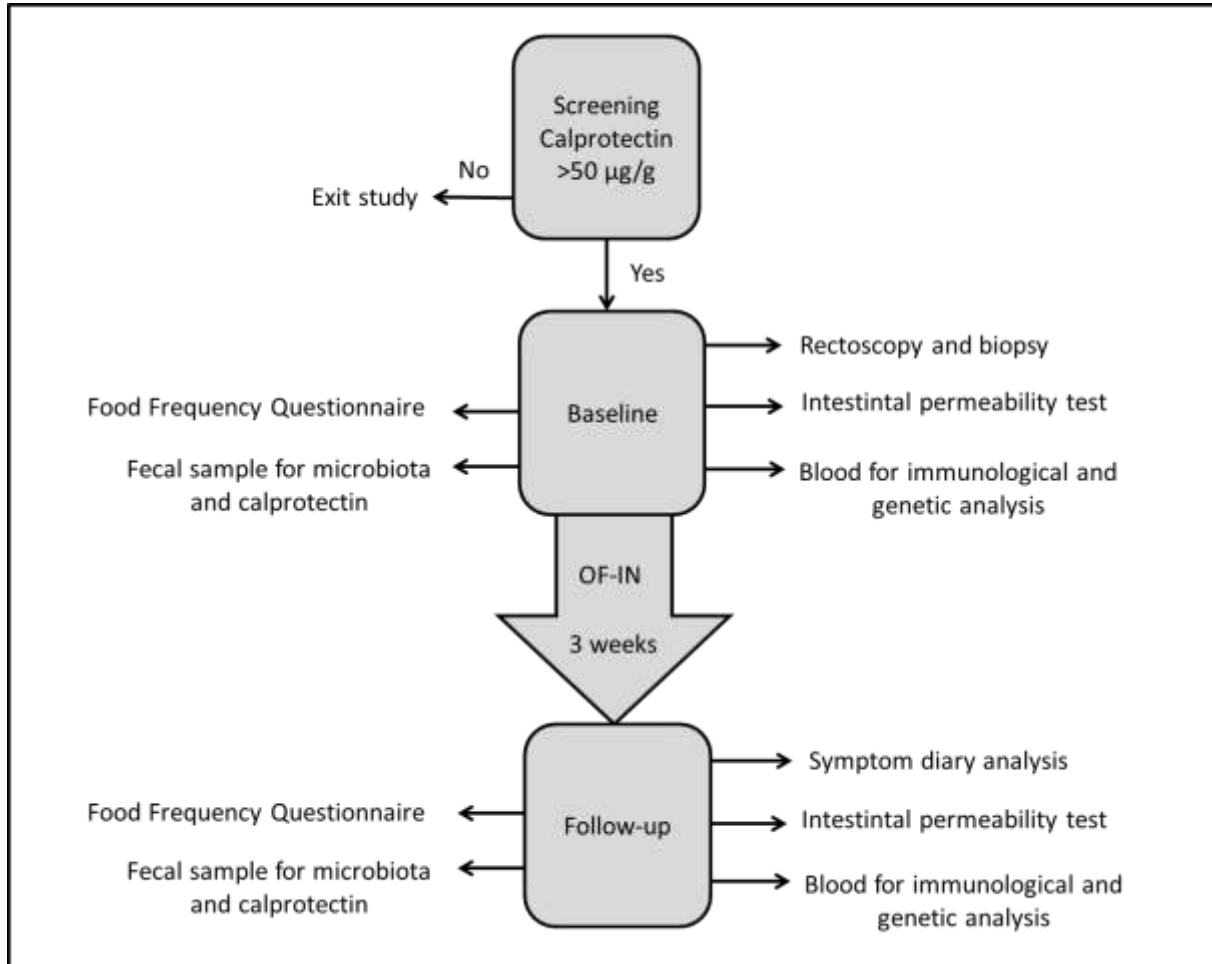 Screening
Calprotectin
>50 µg/g
No
Exit study
Yes
Baseline
Food Frequency Questionnaire
Fecal sample for microbiota
and calprotectin
Rectoscopy and biopsy
Intestintal permeability test
Blood for immunological and
genetic analysis
OF-IN
3 weeks
Follow-up
Food Frequency Questionnaire
Fecal sample for microbiota
and calprotectin
Symptom diary analysis
Intestintal permeability test
Blood for immunological and
genetic analysis